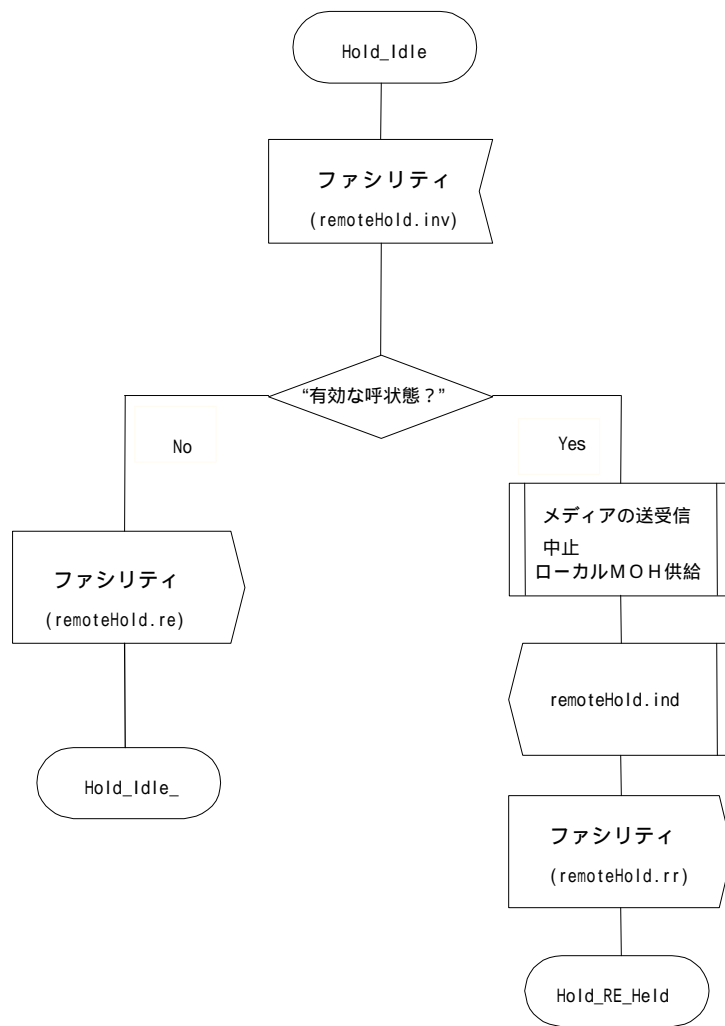 Hold_Idle
ファシリティ
(remoteHold.inv)
“有効な呼状態？”
No
Yes
メディアの送受信
中止
ローカルＭＯＨ供給
ファシリティ
(remoteHold.re)
remoteHold.ind
Hold_Idle_
ファシリティ
(remoteHold.rr)
Hold_RE_Held